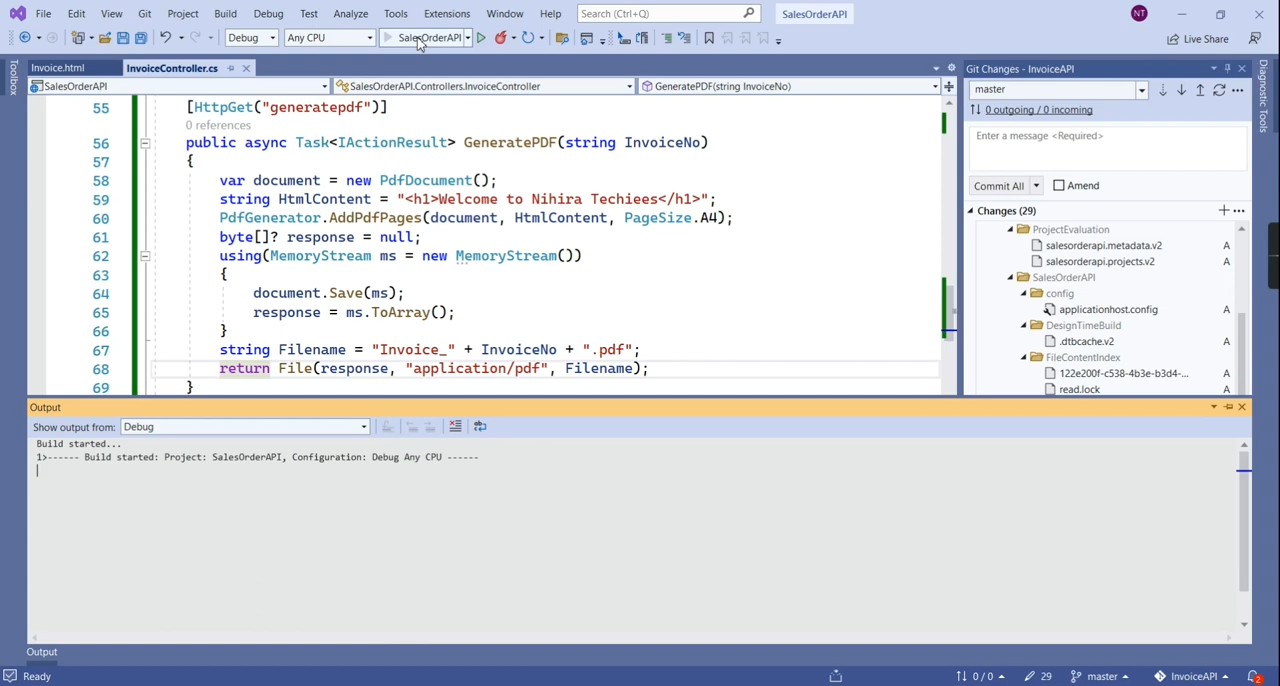 File Edit View Git Project Build Debug Test Analyze Tools Extensions Window Help Search (Ctrl+Q) SalesOrderAPI NT
Debug Any CPU SalesOrderAPI Live Share
Toolbox
Invoice.html InvoiceController.cs
SalesOrderAPI SalesOrderAPI.Controllers.InvoiceController GeneratePDF(string InvoiceNo)
55 [HttpGet("generatepdf")]
0 references
56 public async Task<IActionResult> GeneratePDF(string InvoiceNo)
57 {
58 var document = new PdfDocument();
59 string HtmlContent = "<h1>Welcome to Nihira Techiees</h1>";
60 PdfGenerator.AddPdfPages(document, HtmlContent, PageSize.A4);
61 byte[]? response = null;
62 using(MemoryStream ms = new MemoryStream())
63 {
64 document.Save(ms);
65 response = ms.ToArray();
66 }
67 string Filename = "Invoice_" + InvoiceNo + ".pdf";
68 return File(response, "application/pdf", Filename);
69 }
Git Changes - InvoiceAPI
master
0 outgoing / 0 incoming
Enter a message <Required>
Commit All Amend
Changes (29)
ProjectEvaluation
salesorderapi.metadata.v2 A
salesorderapi.projects.v2 A
SalesOrderAPI
config
applicationhost.config A
DesignTimeBuild
.dtbcache.v2 A
FileContentIndex
122e200f-c538-4b3e-b3d4-... A
read.lock A
Diagnostic Tools
Output
Show output from: Debug
Build started...
1>------ Build started: Project: SalesOrderAPI, Configuration: Debug Any CPU ------
Output
Ready 0 / 0 29 master InvoiceAPI 2